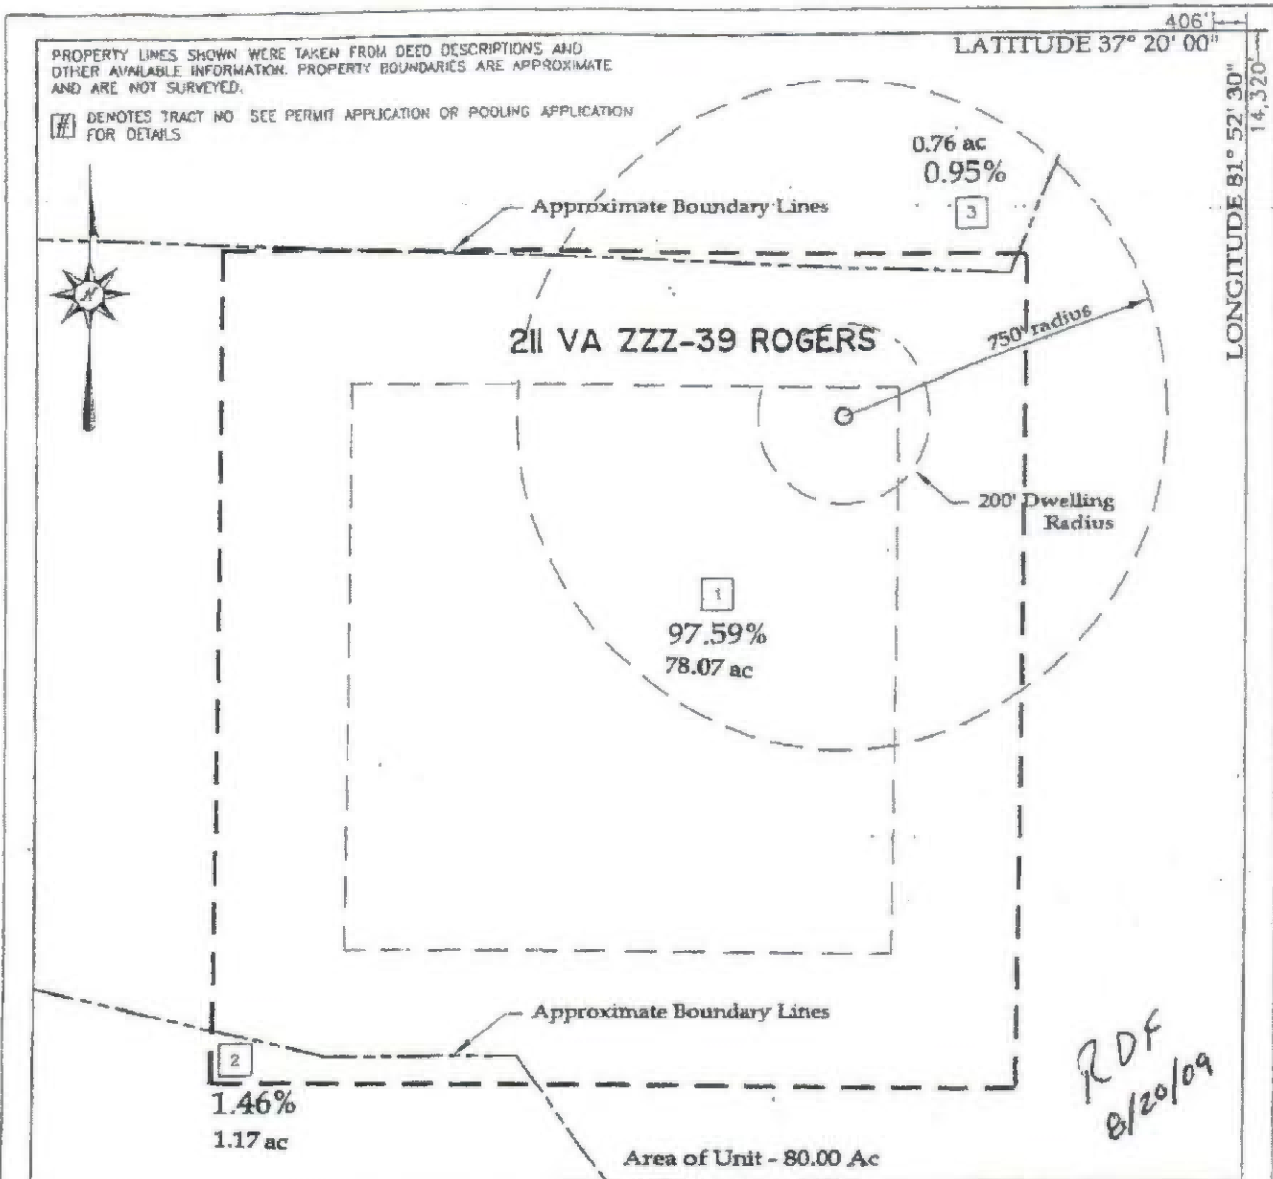 406'
LATITUDE 37° 20' 00"
LONGITUDE 81° 52' 30"
14,320'
PROPERTY LINES SHOWN WERE TAKEN FROM DEED DESCRIPTIONS AND
OTHER AVAILABLE INFORMATION. PROPERTY BOUNDARIES ARE APPROXIMATE
AND ARE NOT SURVEYED.
# DENOTES TRACT NO SEE PERMIT APPLICATION OR POOLING APPLICATION
FOR DETAILS
N
0.76 ac
0.95%
3
Approximate Boundary Lines
750' radius
211 VA ZZZ-39 ROGERS
200' Dwelling
Radius
1
97.59%
78.07 ac
Approximate Boundary Lines
2
1.46%
1.17 ac
Area of Unit - 80.00 Ac
RDF
8/20/09